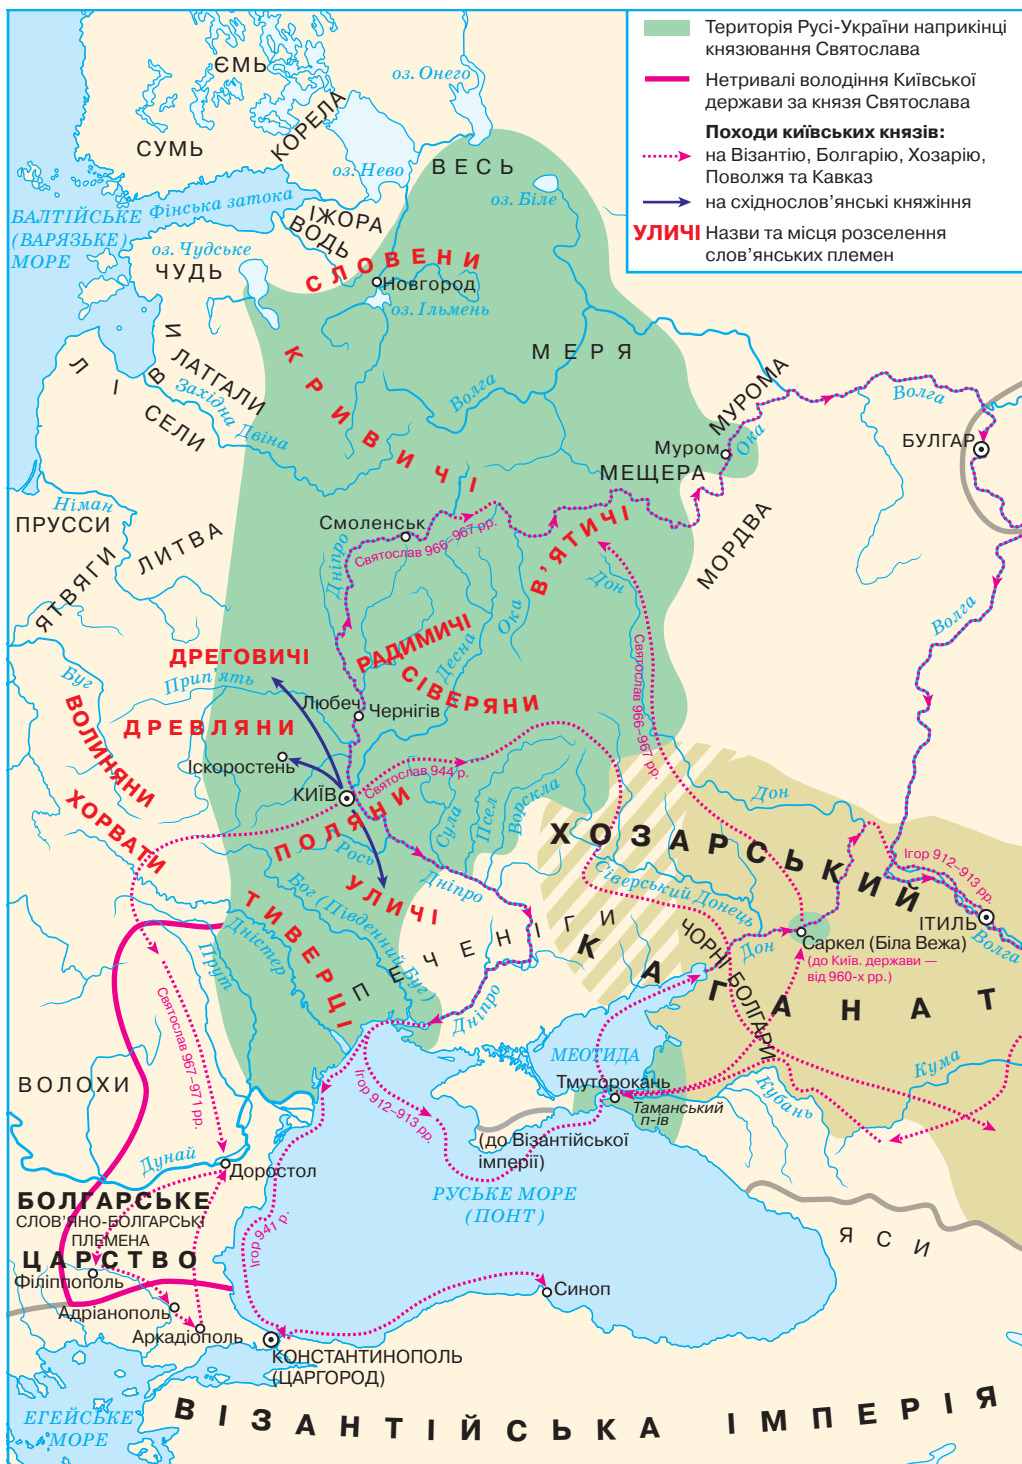 Територія Русі-України наприкінці
князювання Святослава
Нетривалі володіння Київської
держави за князя Святослава
Походи київських князів:
на Візантію, Болгарію, Хозарію,
Поволжя та Кавказ
на східнослов’янські княжіння
УЛИЧІ
Назви та місця розселення
слов’янських племен
ЄМЬ
оз. Онего
КОРЕЛА
СУМЬ
ВЕСЬ
оз. Нево
оз. Біле
БАЛТІЙСЬКЕ
(ВАРЯЗЬКЕ)
МОРЕ
Фінська затока
ІЖОРА
ВОДЬ
оз. Чудське
ЧУДЬ
СЛОВЕНИ
Новгород
оз. Ільмень
ЛІВИ
ЛАТГАЛИ
СЕЛИ
Західна Двіна
КРИВИЧІ
МЕРЯ
Волга
МУРОМА
Муром
Ока
МЕЩЕРА
Волга
БУЛГАР
Німан
ПРУССИ
ЛИТВА
ЯТВЯГИ
Смоленськ
Святослав 966–967 рр.
Дніпро
В’ЯТИЧІ
МОРДВА
Дон
Ока
Волга
РАДИМИЧІ
Десна
СІВЕРЯНИ
ДРЕГОВИЧІ
Прип’ять
Буг
ВОЛИНЯНИ
ДРЕВЛЯНИ
Любеч
Чернігів
Іскоростень
Святослав 966–967 рр.
Святослав 944 р.
КИЇВ
ХОРВАТИ
ПОЛЯНИ
Рось
Сула
Псел
Ворскла
Дон
ХОЗАРСЬКИЙ
КАГАНАТ
Ігор 912–913 рр.
ІТИЛЬ
Волга
Сіверський Донець
УЛИЧІ
Дніпро
Бог (Південний Буг)
ТИВЕРЦІ
Дністер
Прут
ПЕЧЕНІГИ
ЧОРНІ БОЛГАРИ
Дон
Саркел (Біла Вежа)
(до Київ. держави —
від 960-х рр.)
Дніпро
Святослав 967–971 рр.
ВОЛОХИ
МЕОТИДА
Тмуторокань
Таманський
п-ів
Кубань
Кума
Ігор 912–913 рр.
(до Візантійської
імперії)
Дунай
Доростол
РУСЬКЕ МОРЕ
(ПОНТ)
БОЛГАРСЬКЕ
СЛОВ’ЯНО-БОЛГАРСЬКІ
ПЛЕМЕНА
ЦАРСТВО
Філіппополь
Ігор 941 р.
ЯСИ
Синоп
Адріанополь
Аркадіополь
КОНСТАНТИНОПОЛЬ
(ЦАРГОРОД)
ЕГЕЙСЬКЕ
МОРЕ
ВІЗАНТІЙСЬКА ІМПЕРІЯ